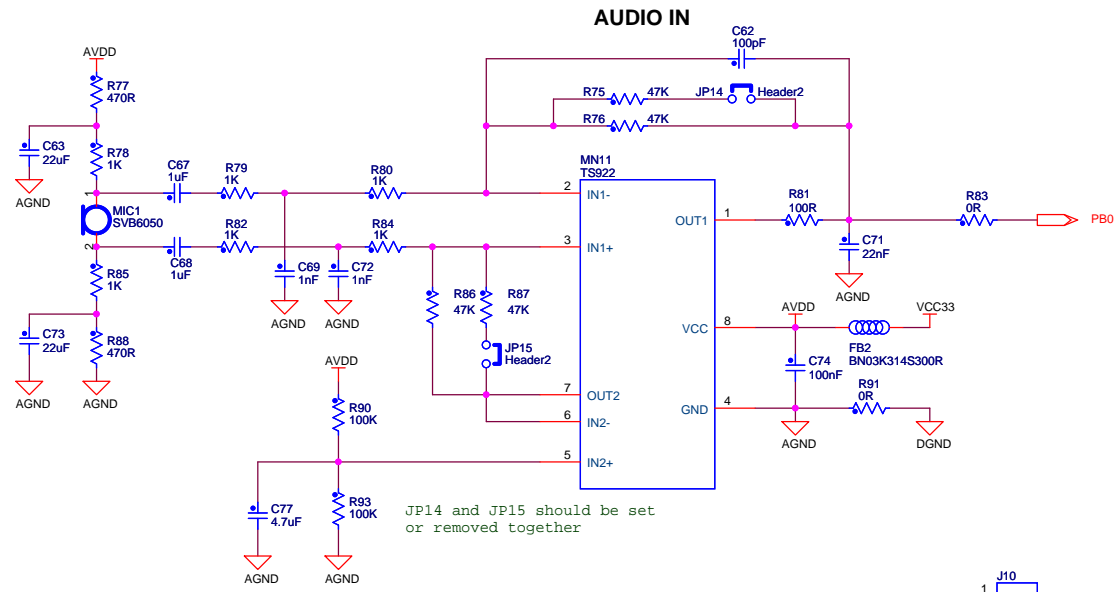 AUDIO IN
AVDD
R77
470R
C63
22uF
R78
1K
AGND
1
MIC1
SVB6050
2
C67
1uF
R79
1K
R80
1K
C68
1uF
R82
1K
R84
1K
R85
1K
C73
22uF
R88
470R
AGND
AGND
C69
1nF
C72
1nF
AGND
AGND
C62
100pF
R75
47K
JP14
Header2
R76
47K
MN11
TS922
2
IN1-
3
IN1+
OUT1
1
R81
100R
R83
0R
PB0
C71
22nF
AGND
R86
47K
R87
47K
JP15
Header2
7
OUT2
6
IN2-
5
IN2+
VCC
8
AVDD
VCC33
FB2
BN03K314S300R
C74
100nF
GND
4
R91
0R
AGND
DGND
AVDD
R90
100K
R93
100K
C77
4.7uF
AGND
AGND
JP14 and JP15 should be set
or removed together
J10
1